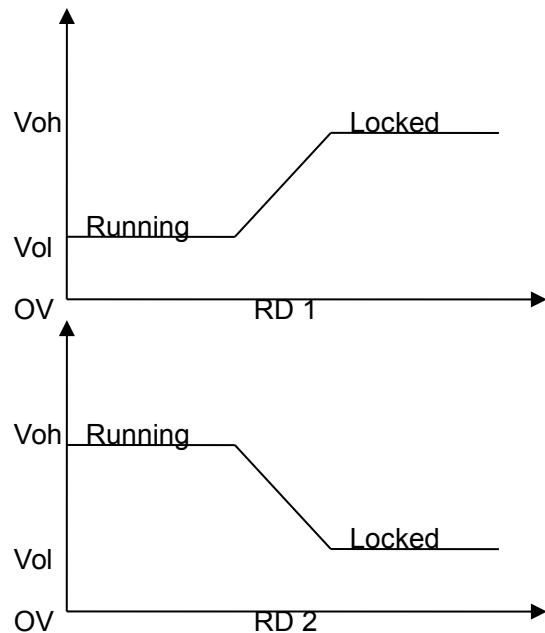 Voh Locked
Running
Vol
OV RD 1
Voh Running
Locked
Vol
OV RD 2